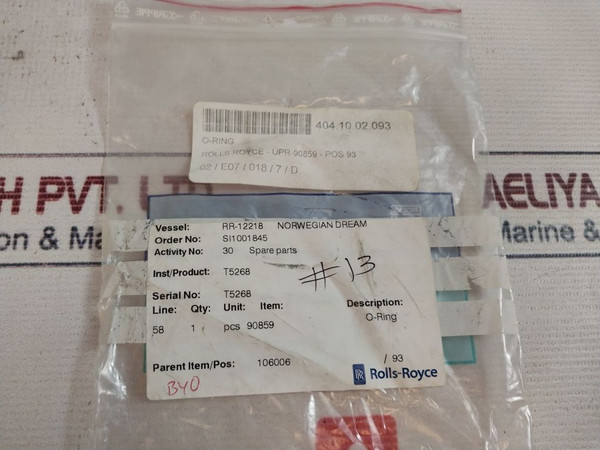 404 10 02 093
O-RING
ROLLS ROYCE - UPR 90859 - POS 93
02 / E07 / 018 / 7 / D
H PVT. LTD
AELIYA
on & Ma
Marine &
Vessel: RR-12218 NORWEGIAN DREAM
Order No: SI1001845
Activity No: 30 Spare parts
Inst/Product: T5268
# 13
Serial No: T5268
Line: Qty: Unit: Item: Description:
58 1 pcs 90859 O-Ring
Parent Item/Pos: 106006 / 93
B40
Rolls-Royce